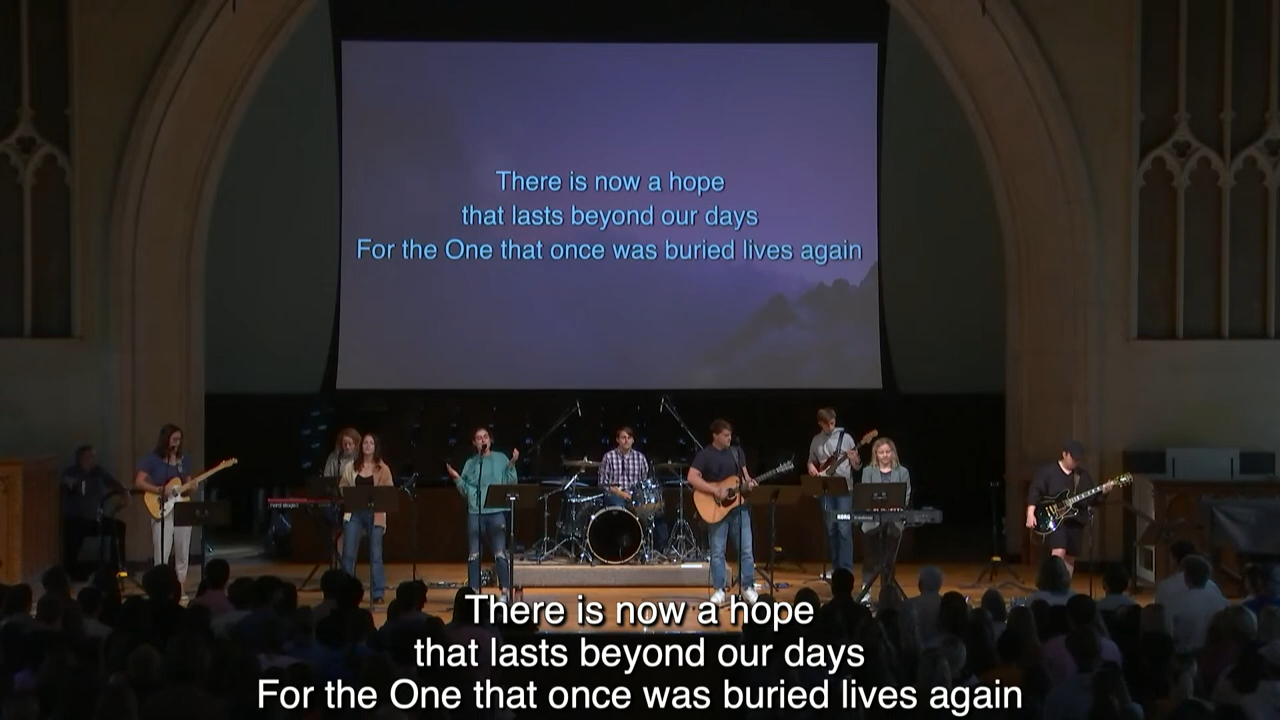 There is now a hope
that lasts beyond our days
For the One that once was buried lives again
KORG
There is now a hope
that lasts beyond our days
For the One that once was buried lives again